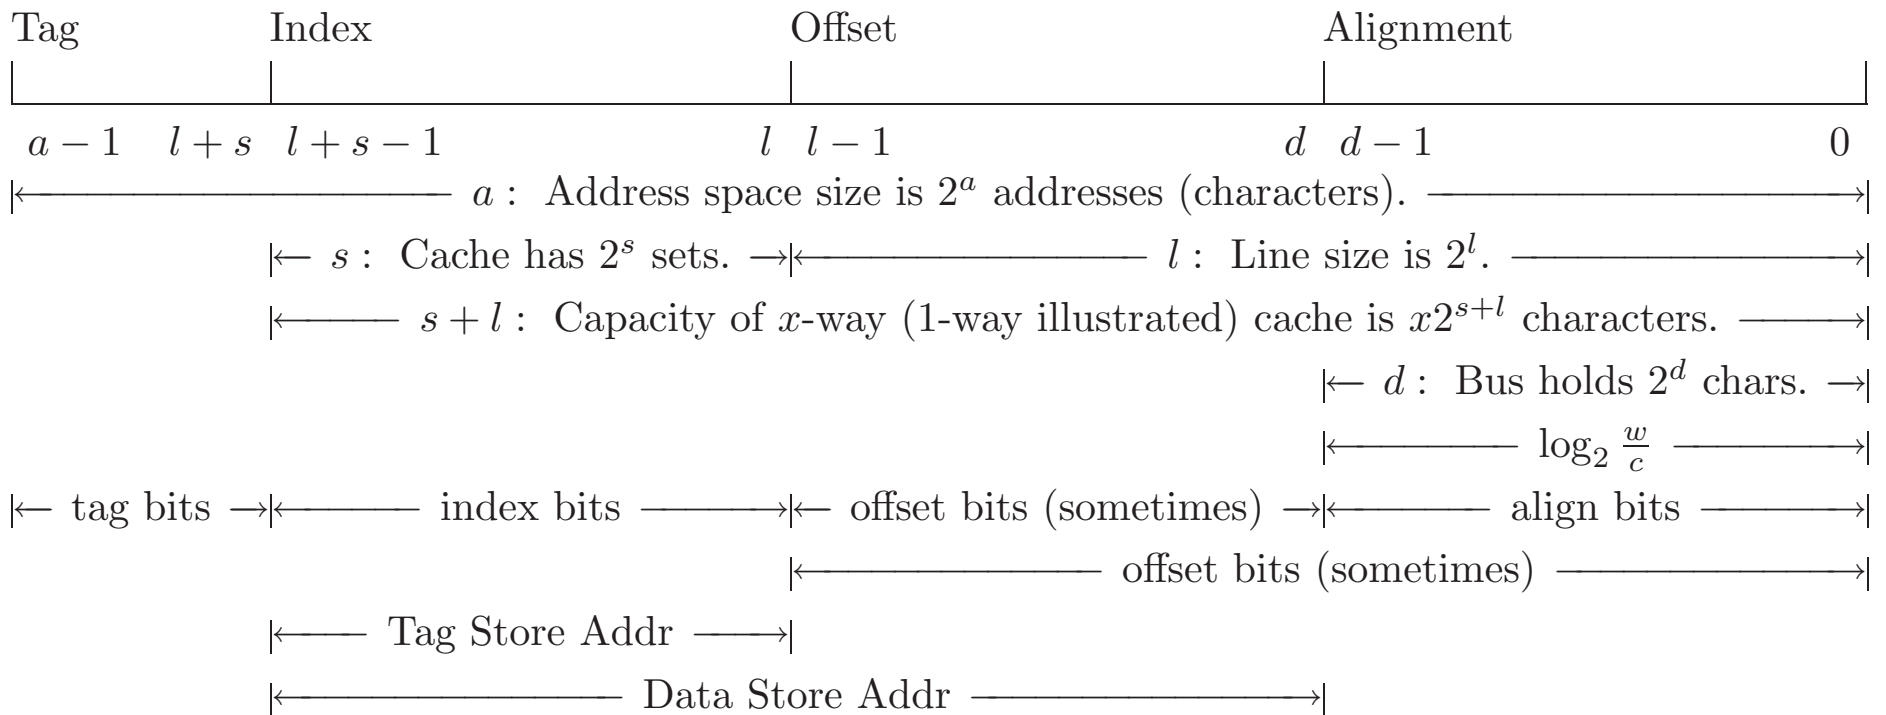 Tag Index Offset Alignment
a − 1 l + s l + s − 1 l l − 1 d d − 1 0
a : Address space size is 2^a addresses (characters).
s : Cache has 2^s sets. l : Line size is 2^l.
s + l : Capacity of x-way (1-way illustrated) cache is x2^{s+l} characters.
d : Bus holds 2^d chars.
log_2 w/c
tag bits index bits offset bits (sometimes) align bits
offset bits (sometimes)
Tag Store Addr
Data Store Addr